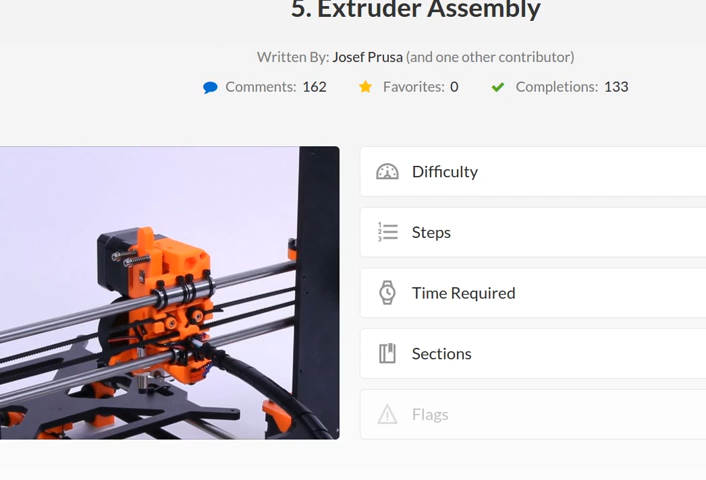 5. Extruder Assembly
Written By: Josef Prusa (and one other contributor)
Comments: 162 Favorites: 0 Completions: 133
Difficulty
Steps
Time Required
Sections
Flags